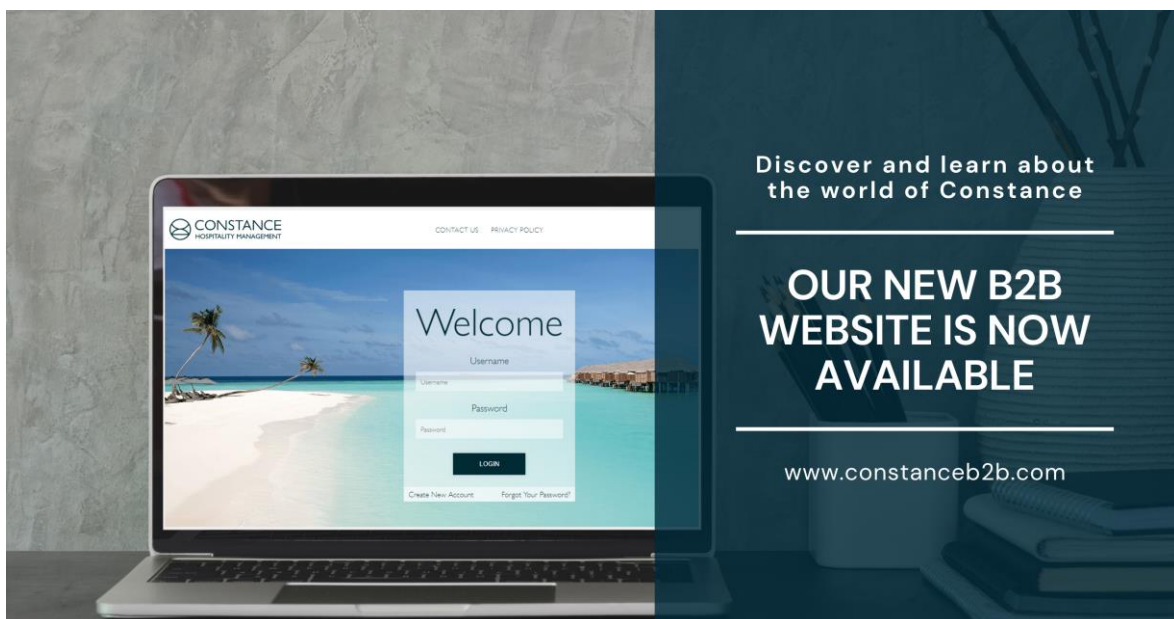 CONSTANCE
HOSPITALITY MANAGEMENT
CONTACT US PRIVACY POLICY
Welcome
Username
Username
Password
Password
LOGIN
Create New Account Forgot Your Password?
Discover and learn about
the world of Constance
OUR NEW B2B
WEBSITE IS NOW
AVAILABLE
www.constanceb2b.com